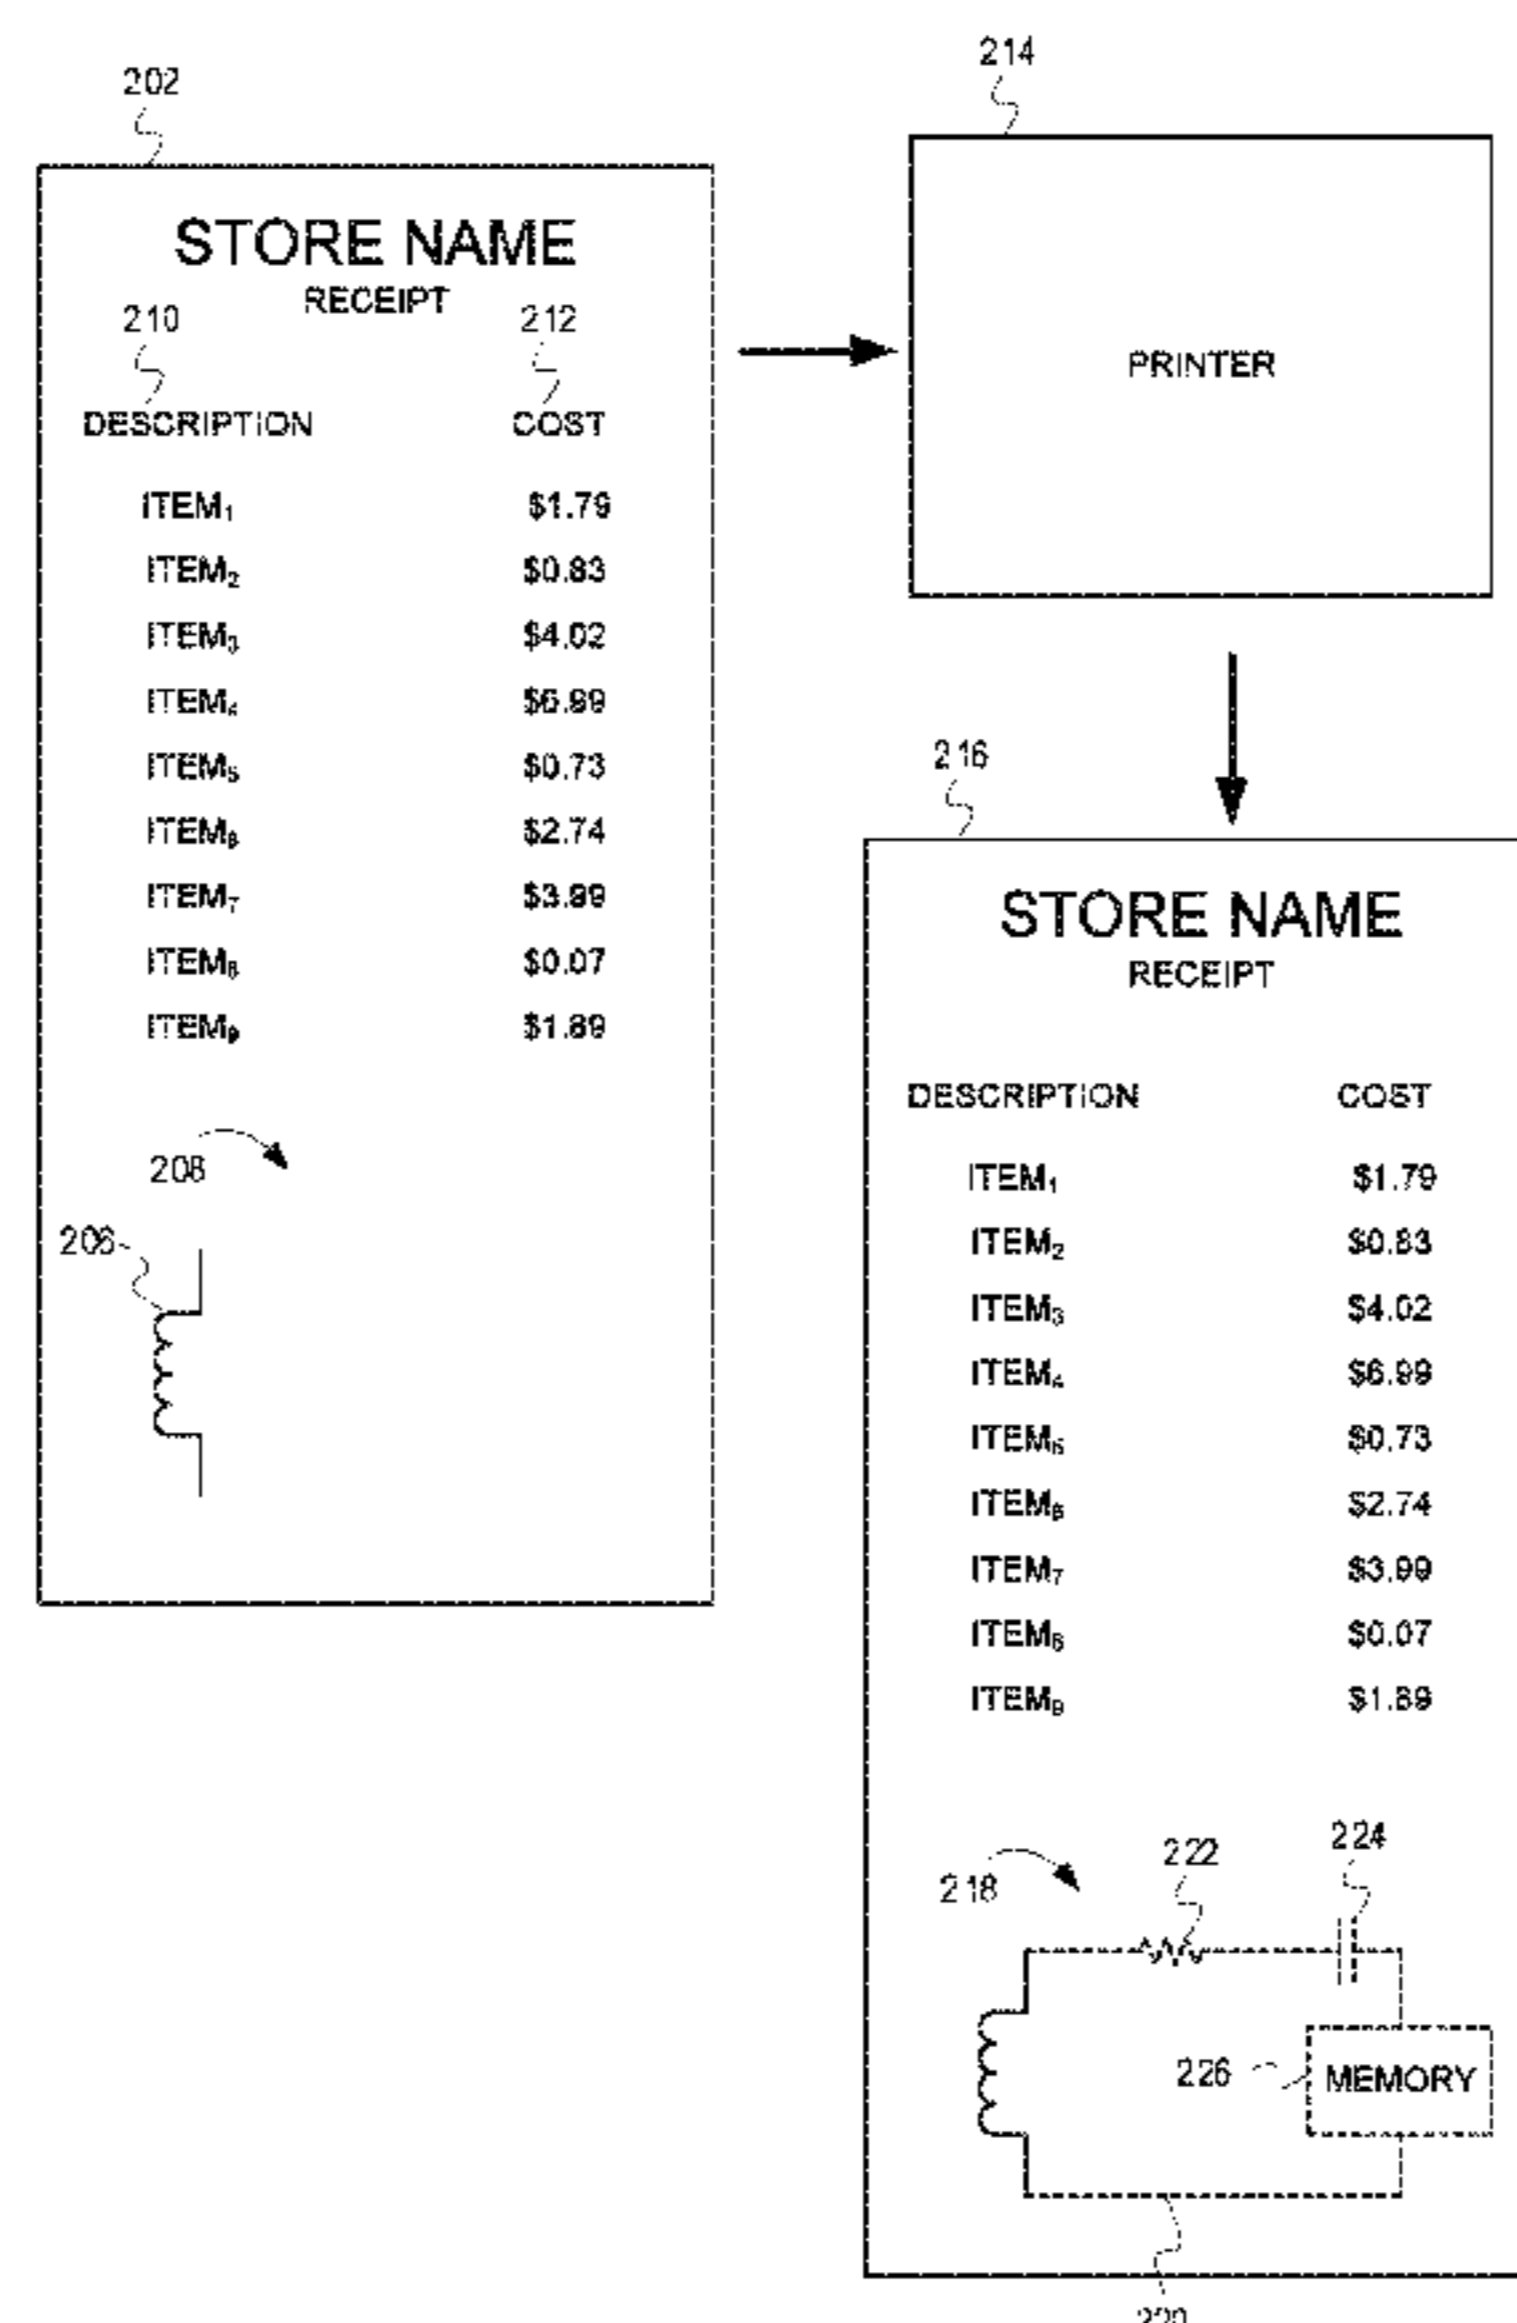 202
STORE NAME
RECEIPT
210 212
DESCRIPTION COST
ITEM₁ $1.79
ITEM₂ $0.83
ITEM₃ $4.02
ITEM₄ $6.99
ITEM₅ $0.73
ITEM₆ $2.74
ITEM₇ $3.99
ITEM₈ $0.07
ITEM₉ $1.89
208
206
214
PRINTER
216
STORE NAME
RECEIPT
DESCRIPTION COST
ITEM₁ $1.79
ITEM₂ $0.83
ITEM₃ $4.02
ITEM₄ $6.99
ITEM₅ $0.73
ITEM₆ $2.74
ITEM₇ $3.99
ITEM₈ $0.07
ITEM₉ $1.89
218
222
224
226
MEMORY